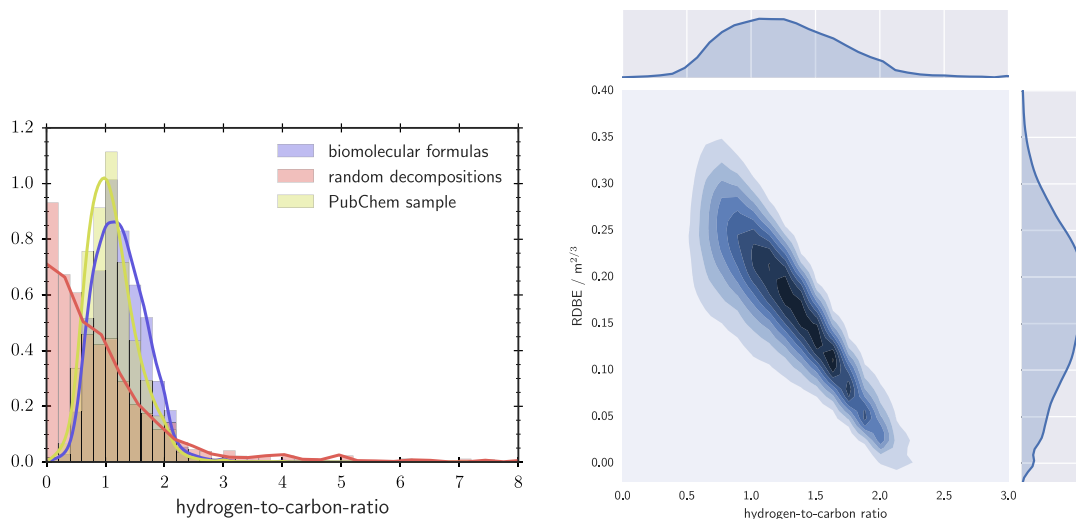 1.2
1.0
0.8
0.6
0.4
0.2
0.0
0 1 2 3 4 5 6 7 8
hydrogen-to-carbon-ratio
biomolecular formulas
random decompositions
PubChem sample
0.40
0.35
0.30
0.25
0.20
0.15
0.10
0.05
0.00
RDBE / m^{2/3}
0.0 0.5 1.0 1.5 2.0 2.5 3.0
hydrogen-to-carbon ratio